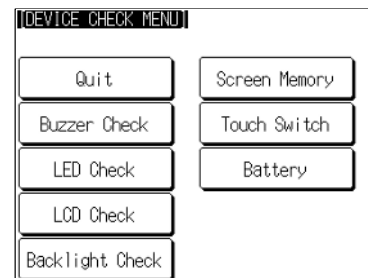 [DEVICE CHECK MENU]
Quit
Buzzer Check
LED Check
LCD Check
Backlight Check
Screen Memory
Touch Switch
Battery